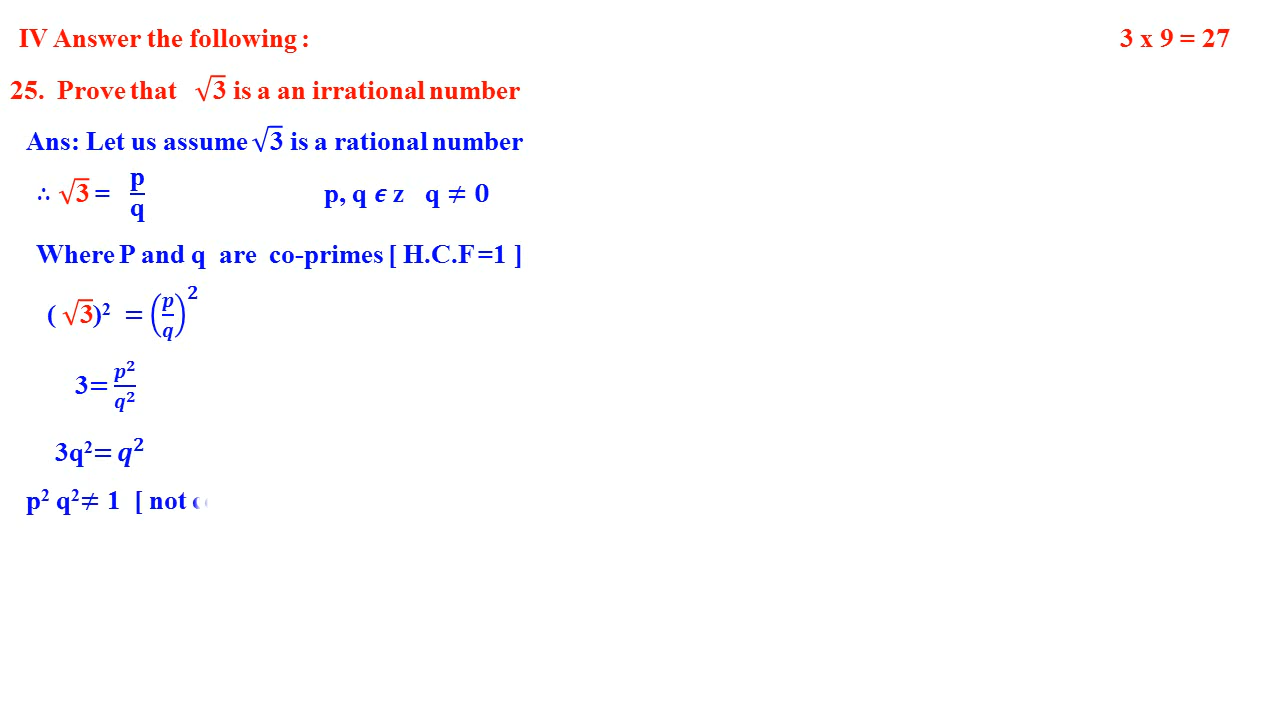 IV Answer the following : 3 x 9 = 27
25. Prove that √3 is a an irrational number
Ans: Let us assume √3 is a rational number
∴ √3 = p/q p, q ϵ z q ≠ 0
Where P and q are co-primes [ H.C.F =1 ]
( √3)² = (p/q)²
3= p²/q²
3q²= q²
p² q²≠ 1 [ not